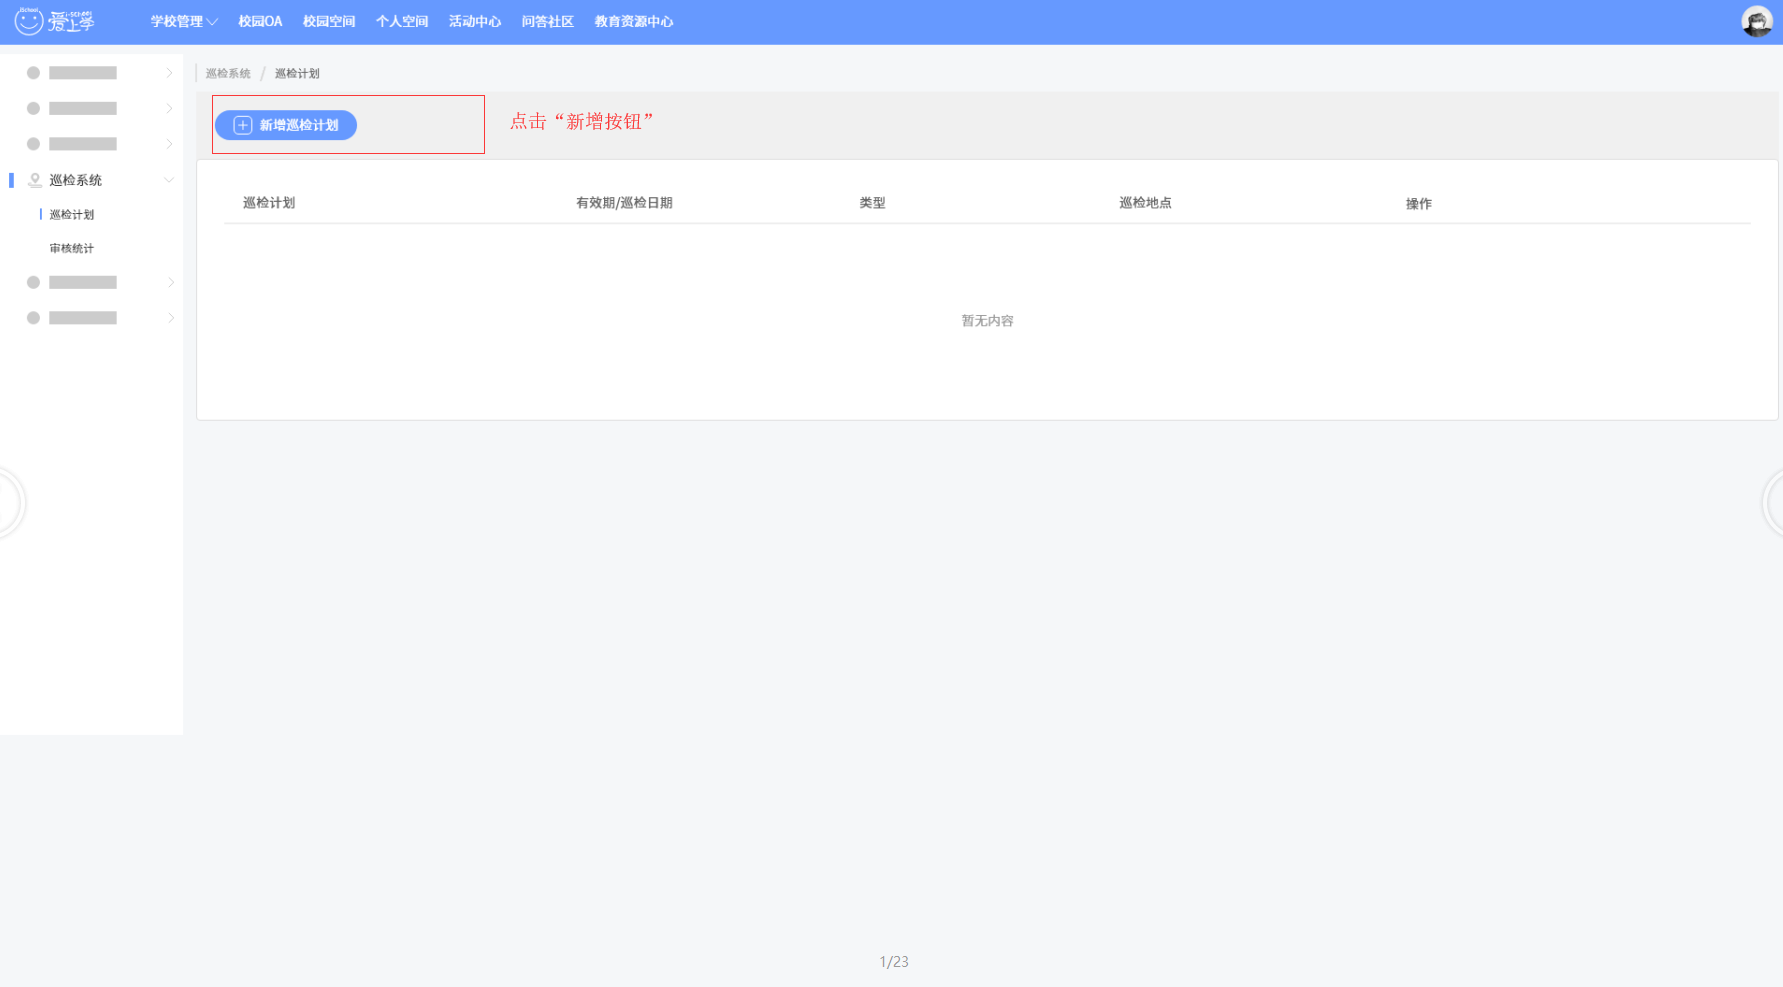 iSchool
爱上学
i-school
学校管理 校园OA 校园空间 个人空间 活动中心 问答社区 教育资源中心
巡检系统 / 巡检计划
新增巡检计划
点击“新增按钮”
巡检系统
巡检计划
审核统计
巡检计划 有效期/巡检日期 类型 巡检地点 操作
暂无内容
1/23